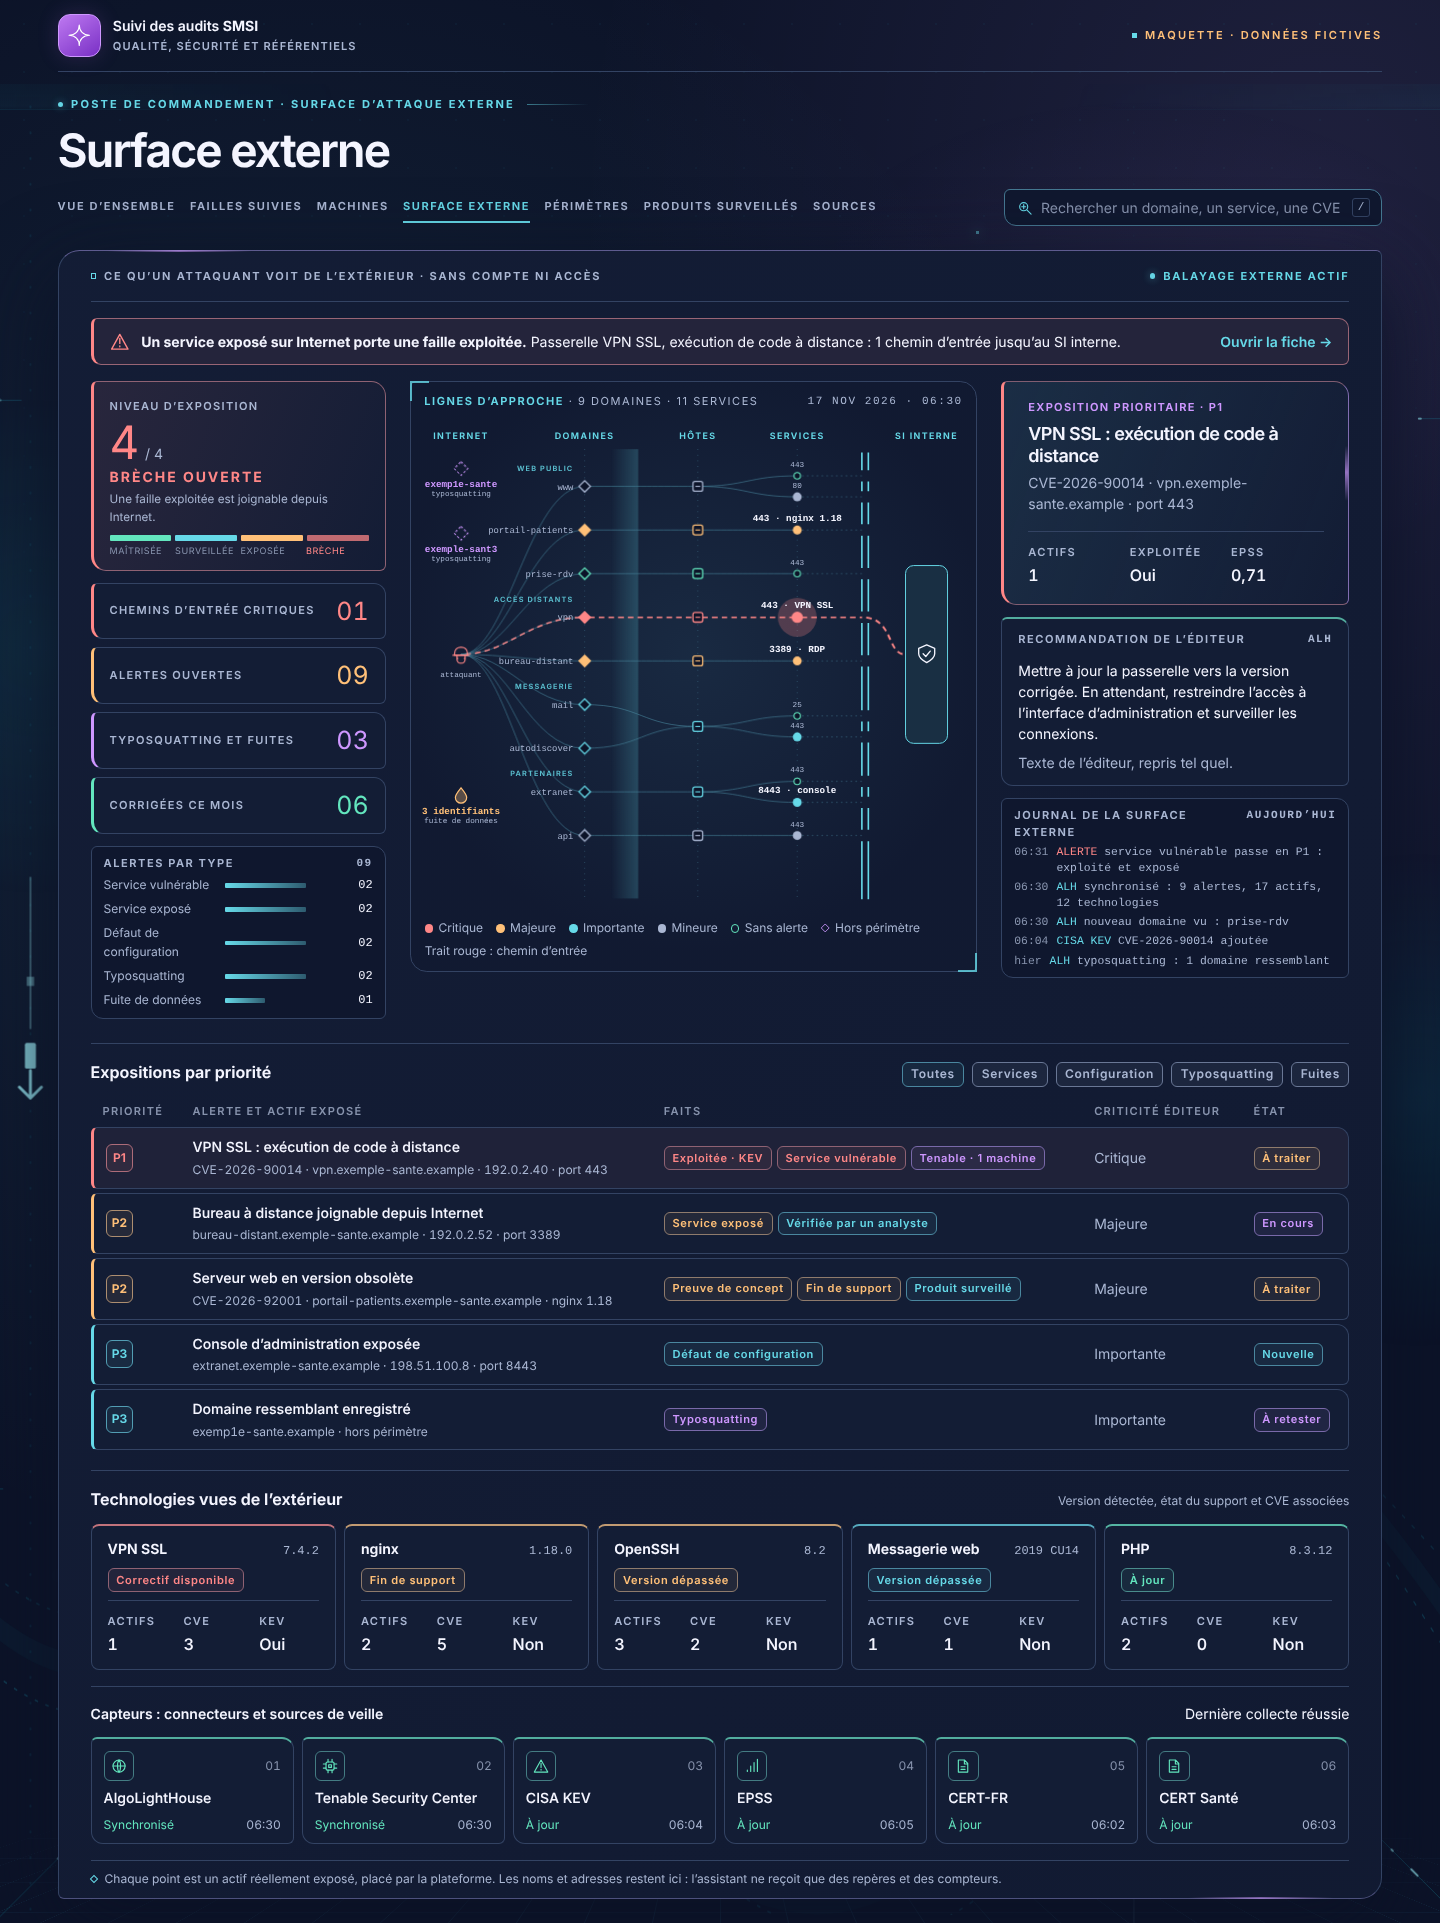 Suivi des audits SMSI
QUALITÉ, SÉCURITÉ ET RÉFÉRENTIELS
MAQUETTE · DONNÉES FICTIVES
POSTE DE COMMANDEMENT · SURFACE D’ATTAQUE EXTERNE
Surface externe
VUE D’ENSEMBLE FAILLES SUIVIES MACHINES SURFACE EXTERNE PÉRIMÈTRES PRODUITS SURVEILLÉS SOURCES
Rechercher un domaine, un service, une CVE /
CE QU’UN ATTAQUANT VOIT DE L’EXTÉRIEUR · SANS COMPTE NI ACCÈS
BALAYAGE EXTERNE ACTIF
Un service exposé sur Internet porte une faille exploitée. Passerelle VPN SSL, exécution de code à distance : 1 chemin d’entrée jusqu’au SI interne.
Ouvrir la fiche →
NIVEAU D’EXPOSITION
4 / 4
BRÈCHE OUVERTE
Une faille exploitée est joignable depuis
Internet.
MAÎTRISÉE SURVEILLÉE EXPOSÉE BRÈCHE
CHEMINS D’ENTRÉE CRITIQUES 01
ALERTES OUVERTES 09
TYPOSQUATTING ET FUITES 03
CORRIGÉES CE MOIS 06
ALERTES PAR TYPE 09
Service vulnérable 02
Service exposé 02
Défaut de
configuration 02
Typosquatting 02
Fuite de données 01
LIGNES D’APPROCHE · 9 DOMAINES · 11 SERVICES
17 NOV 2026 · 06:30
INTERNET DOMAINES HÔTES SERVICES SI INTERNE
WEB PUBLIC
443
exemp1e-sante
typosquatting
www
80
443 · nginx 1.18
portail-patients
exemple-sant3
typosquatting
443
prise-rdv
ACCÈS DISTANTS
443 · VPN SSL
vpn
3389 · RDP
bureau-distant
attaquant
MESSAGERIE
mail
25
443
autodiscover
PARTENAIRES
443
extranet
8443 · console
3 identifiants
fuite de données
443
api
Critique Majeure Importante Mineure Sans alerte Hors périmètre
Trait rouge : chemin d’entrée
EXPOSITION PRIORITAIRE · P1
VPN SSL : exécution de code à
distance
CVE-2026-90014 · vpn.exemple-
sante.exemple · port 443
ACTIFS EXPLOITÉE EPSS
1 Oui 0,71
RECOMMANDATION DE L’ÉDITEUR ALH
Mettre à jour la passerelle vers la version
corrigée. En attendant, restreindre l’accès à
l’interface d’administration et surveiller les
connexions.
Texte de l’éditeur, repris tel quel.
JOURNAL DE LA SURFACE
EXTERNE
AUJOURD’HUI
06:31 ALERTE service vulnérable passe en P1 :
exploité et exposé
06:30 ALH synchronisé : 9 alertes, 17 actifs,
12 technologies
06:30 ALH nouveau domaine vu : prise-rdv
06:04 CISA KEV CVE-2026-90014 ajoutée
hier ALH typosquatting : 1 domaine ressemblant
Expositions par priorité
Toutes Services Configuration Typosquatting Fuites
PRIORITÉ ALERTE ET ACTIF EXPOSÉ FAITS CRITICITÉ ÉDITEUR ÉTAT
P1 VPN SSL : exécution de code à distance
CVE-2026-90014 · vpn.exemple-sante.example · 192.0.2.40 · port 443
Exploitée · KEV Service vulnérable Tenable · 1 machine Critique À traiter
P2 Bureau à distance joignable depuis Internet
bureau-distant.exemple-sante.example · 192.0.2.52 · port 3389
Service exposé Vérifiée par un analyste Majeure En cours
P2 Serveur web en version obsolète
CVE-2026-92001 · portail-patients.exemple-sante.example · nginx 1.18
Preuve de concept Fin de support Produit surveillé Majeure À traiter
P3 Console d’administration exposée
extranet.exemple-sante.example · 198.51.100.8 · port 8443
Défaut de configuration Importante Nouvelle
P3 Domaine ressemblant enregistré
exemp1e-sante.example · hors périmètre
Typosquatting Importante À retester
Technologies vues de l’extérieur
Version détectée, état du support et CVE associées
VPN SSL 7.4.2
Correctif disponible
ACTIFS CVE KEV
1 3 Oui
nginx 1.18.0
Fin de support
ACTIFS CVE KEV
2 5 Non
OpenSSH 8.2
Version dépassée
ACTIFS CVE KEV
3 2 Non
Messagerie web 2019 CU14
Version dépassée
ACTIFS CVE KEV
1 1 Non
PHP 8.3.12
À jour
ACTIFS CVE KEV
2 0 Non
Capteurs : connecteurs et sources de veille
Dernière collecte réussie
01
AlgoLightHouse
Synchronisé 06:30
02
Tenable Security Center
Synchronisé 06:30
03
CISA KEV
À jour 06:04
04
EPSS
À jour 06:05
05
CERT-FR
À jour 06:02
06
CERT Santé
À jour 06:03
Chaque point est un actif réellement exposé, placé par la plateforme. Les noms et adresses restent ici : l’assistant ne reçoit que des repères et des compteurs.